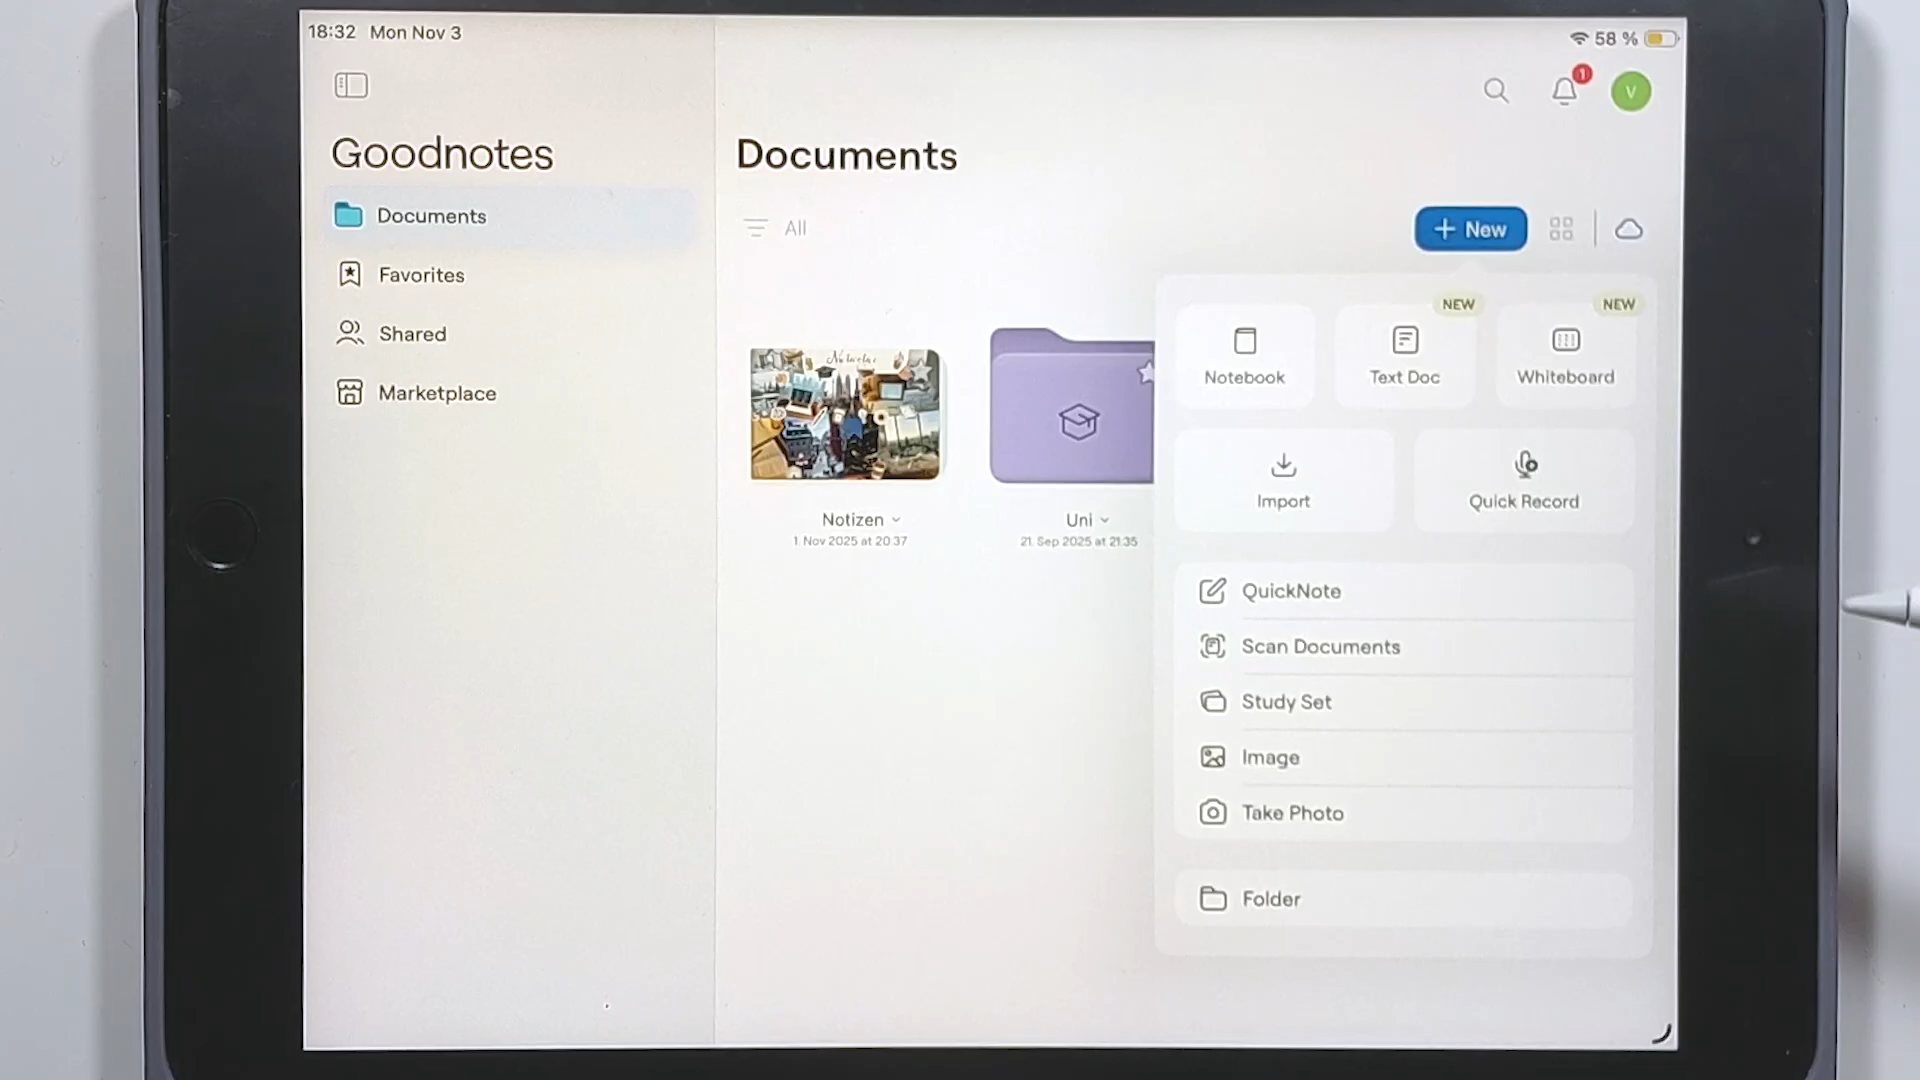 18:32 Mon Nov 3
58 %
1
V
Goodnotes
Documents
Favorites
Shared
Marketplace
Documents
All
+ New
NEW
NEW
Notebook
Text Doc
Whiteboard
Import
Quick Record
Notizen
1. Nov 2025 at 20:37
Uni
21. Sep 2025 at 21:35
QuickNote
Scan Documents
Study Set
Image
Take Photo
Folder